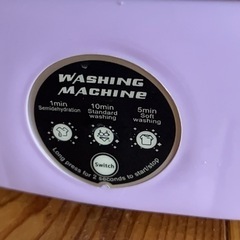 WASHING
MACHINE
1min
Semidehydration
10min
Standard
washing
5min
Soft
washing
Switch
Long press for 2 seconds to start/stop